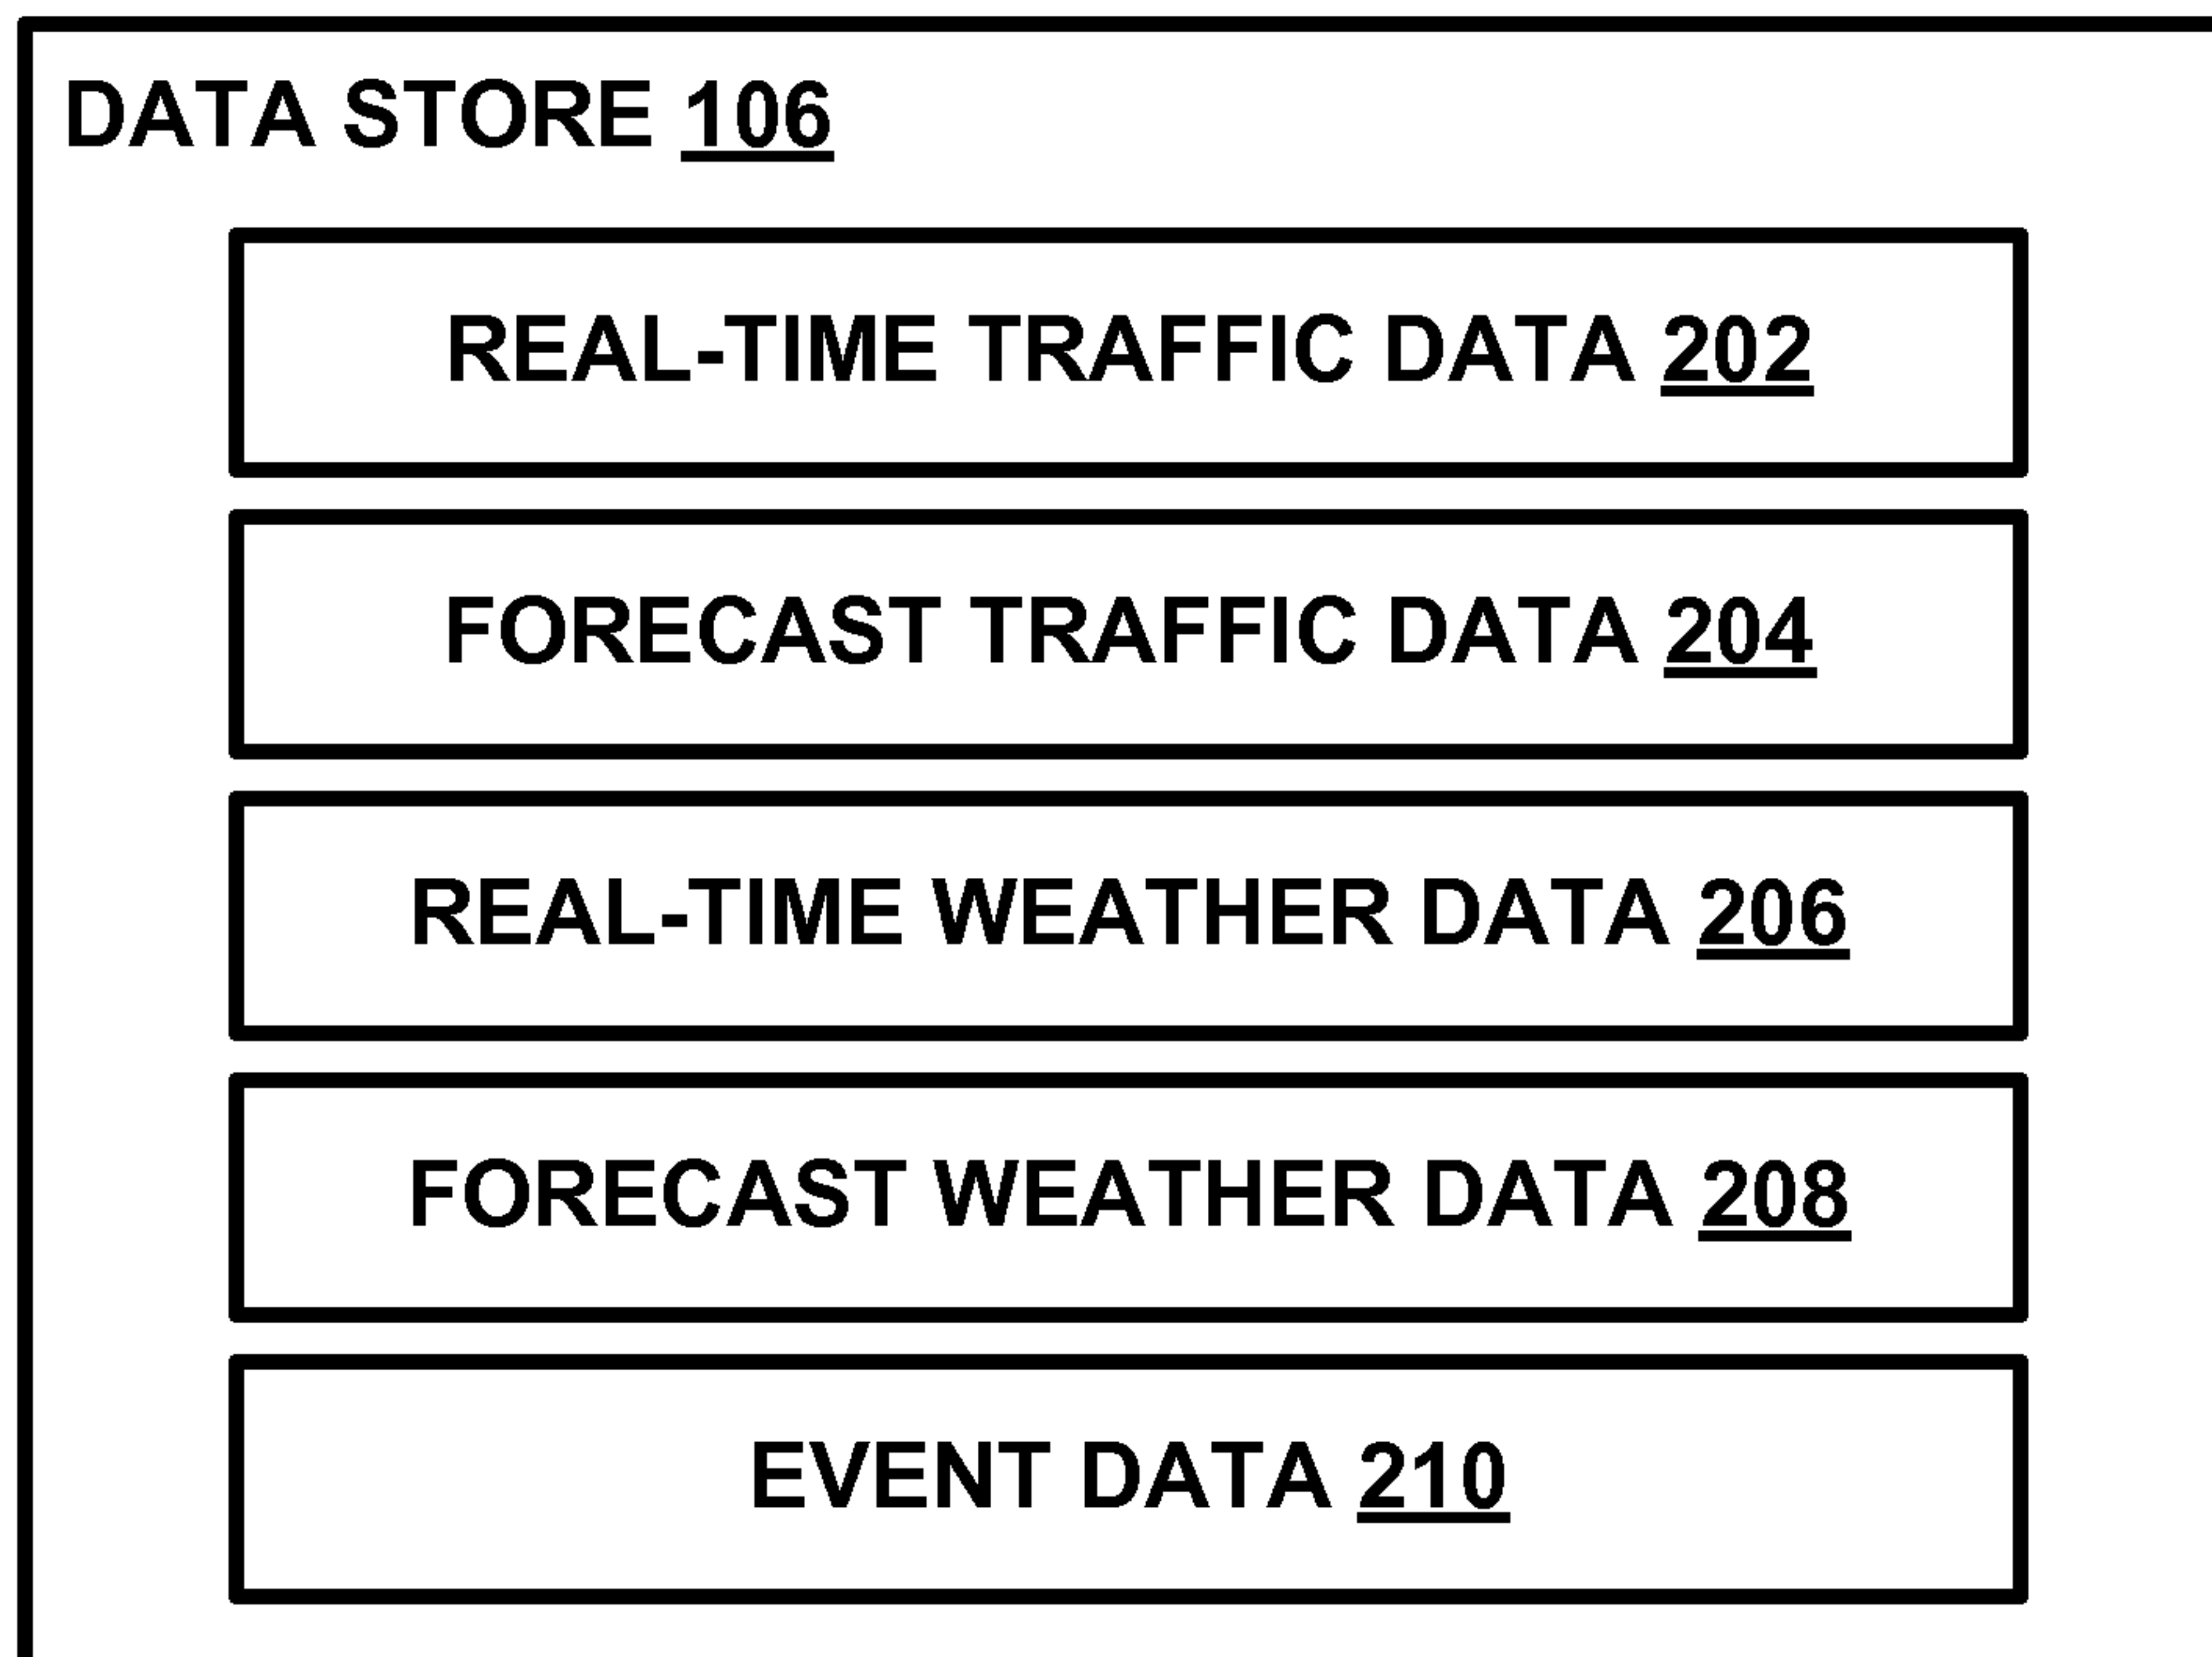 DATA STORE 106
REAL-TIME TRAFFIC DATA 202
FORECAST TRAFFIC DATA 204
REAL-TIME WEATHER DATA 206
FORECAST WEATHER DATA 208
EVENT DATA 210